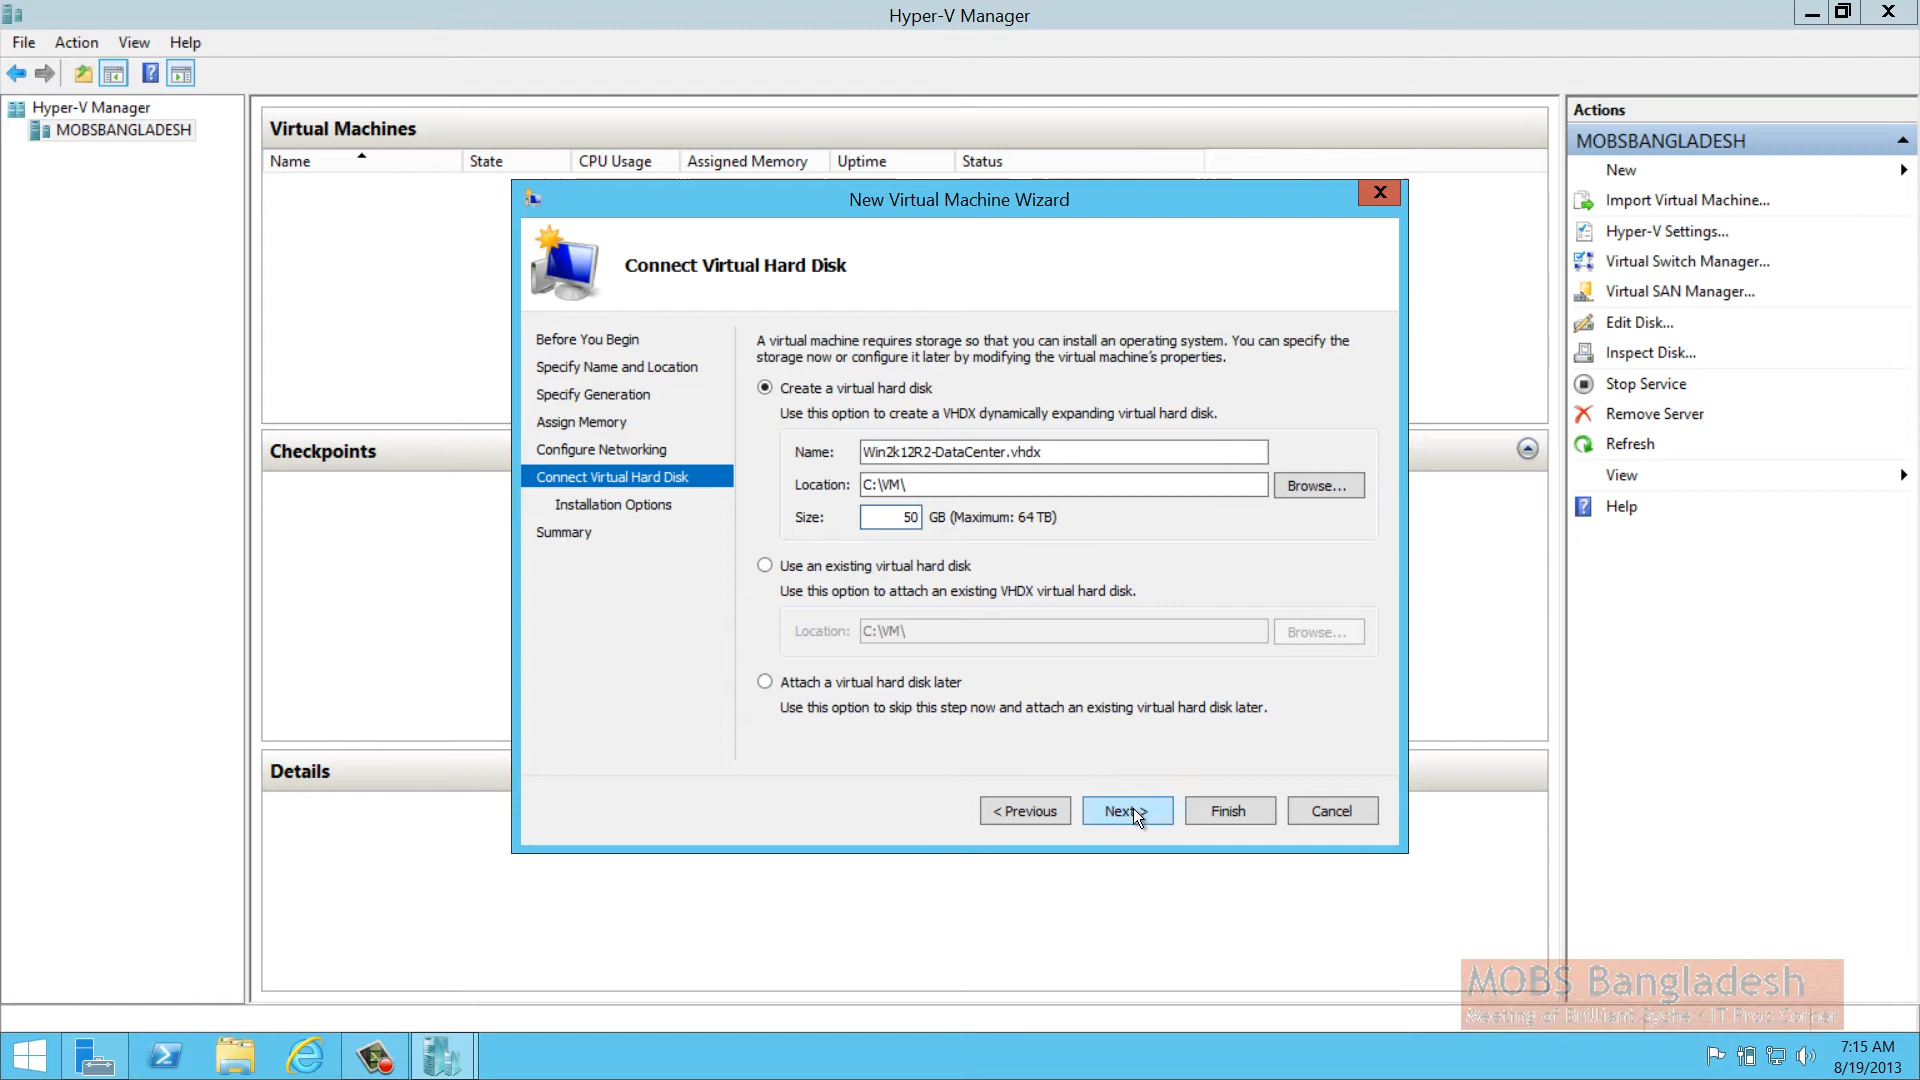 Hyper-V Manager
File Action View Help
Hyper-V Manager
MOBSBANGLADESH
Virtual Machines
Name State CPU Usage Assigned Memory Uptime Status
Checkpoints
Details
New Virtual Machine Wizard
X
Connect Virtual Hard Disk
Before You Begin
Specify Name and Location
Specify Generation
Assign Memory
Configure Networking
Connect Virtual Hard Disk
Installation Options
Summary
A virtual machine requires storage so that you can install an operating system. You can specify the
storage now or configure it later by modifying the virtual machine's properties.
Create a virtual hard disk
Use this option to create a VHDX dynamically expanding virtual hard disk.
Name: Win2k12R2-DataCenter.vhdx
Location: C:\VM\ Browse...
Size: 50 GB (Maximum: 64 TB)
Use an existing virtual hard disk
Use this option to attach an existing VHDX virtual hard disk.
Location: C:\VM\ Browse...
Attach a virtual hard disk later
Use this option to skip this step now and attach an existing virtual hard disk later.
< Previous Next > Finish Cancel
Actions
MOBSBANGLADESH
New
Import Virtual Machine...
Hyper-V Settings...
Virtual Switch Manager...
Virtual SAN Manager...
Edit Disk...
Inspect Disk...
Stop Service
Remove Server
Refresh
View
Help
MOBS Bangladesh
Meeting of Brilliant
7:15 AM
8/19/2013